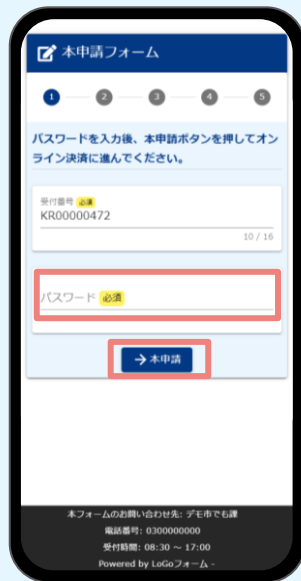 本申請フォーム
1 2 3 4 5
パスワードを入力後、本申請ボタンを押してオン
ライン決済に進んでください。
受付番号 必須
KR00000472
10 / 16
パスワード 必須
→ 本申請
本フォームのお問い合わせ先: デモ市でも課
電話番号: 0300000000
受付時間: 08:30 ～ 17:00
Powered by LoGoフォーム -